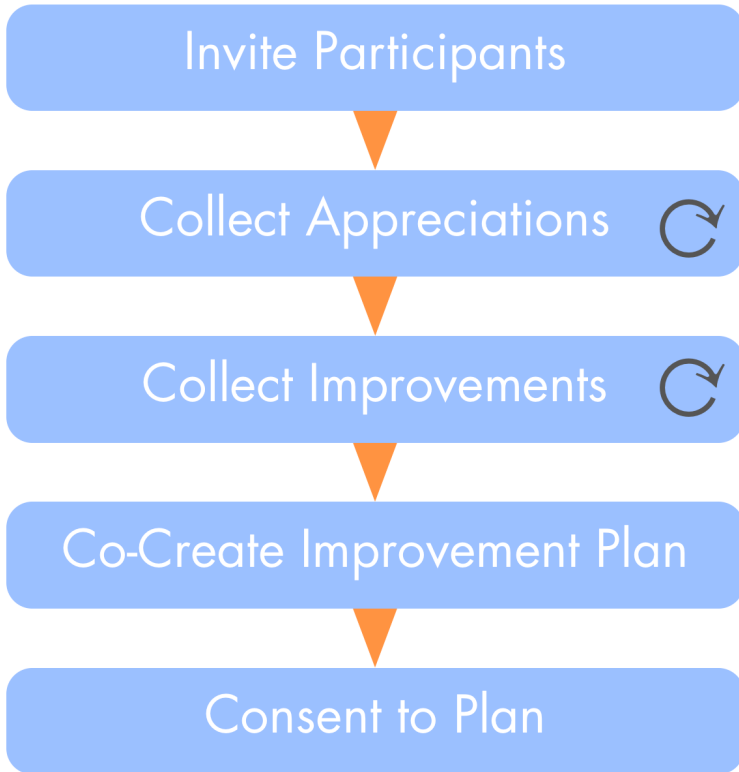 Invite Participants
Collect Appreciations
Collect Improvements
Co-Create Improvement Plan
Consent to Plan